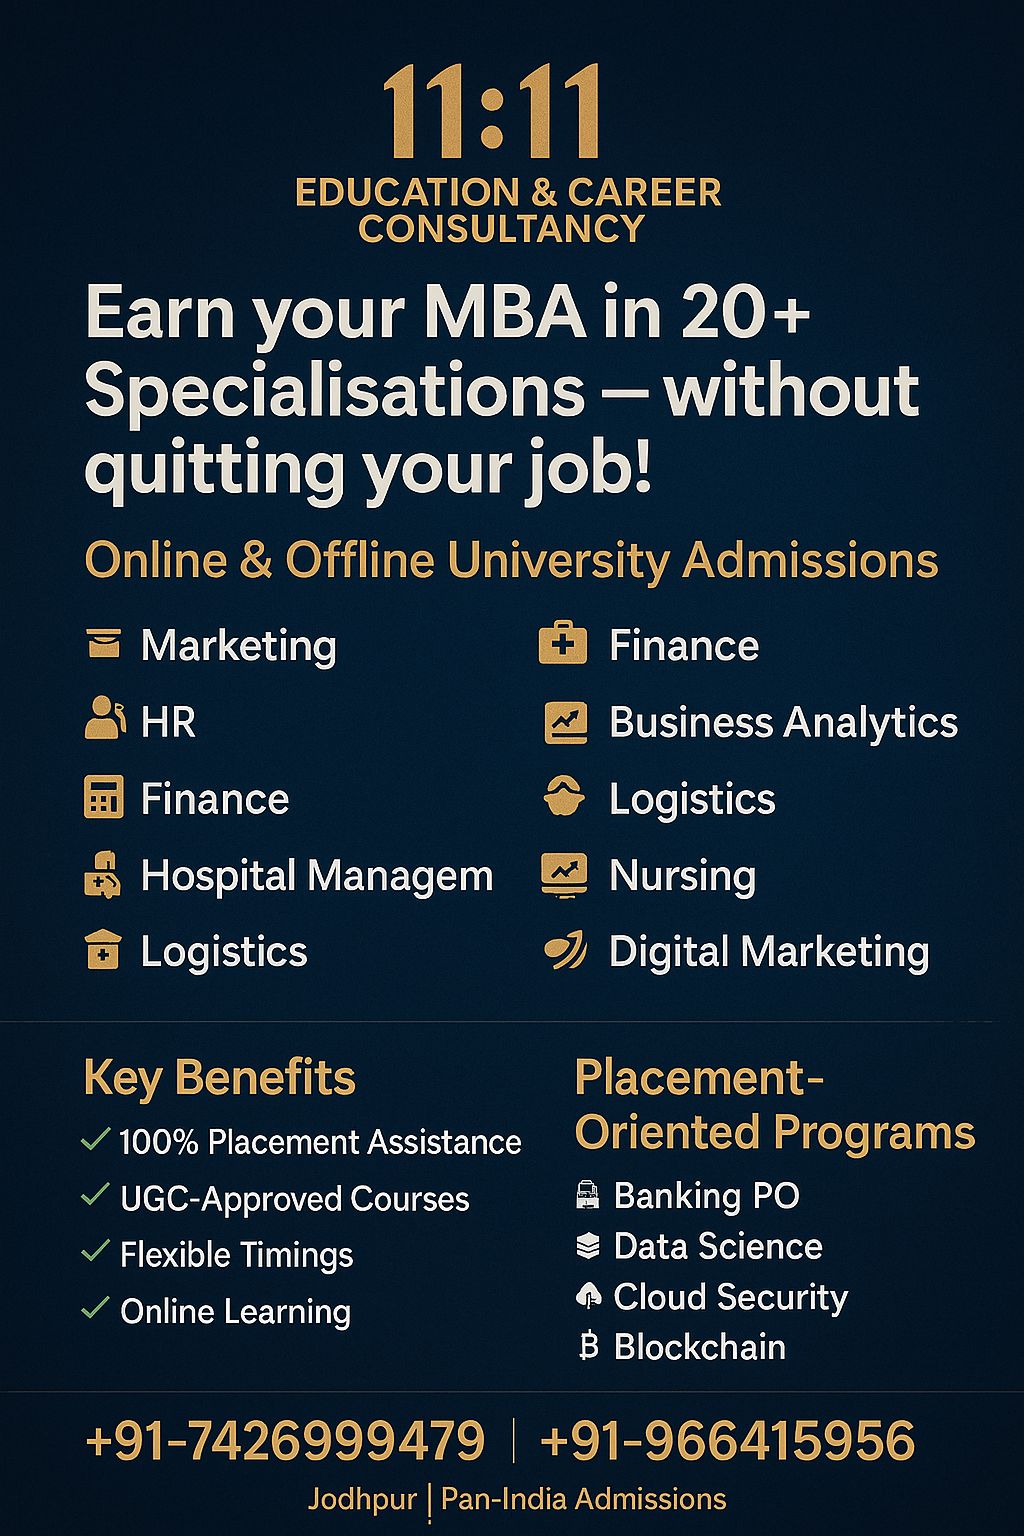 11:11
EDUCATION & CAREER
CONSULTANCY
Earn your MBA in 20+
Specialisations – without
quitting your job!
Online & Offline University Admissions
Marketing
HR
Finance
Hospital Managem
Logistics
Finance
Business Analytics
Logistics
Nursing
Digital Marketing
Key Benefits
100% Placement Assistance
UGC-Approved Courses
Flexible Timings
Online Learning
Placement-
Oriented Programs
Banking PO
Data Science
Cloud Security
Blockchain
+91-7426999479 | +91-966415956
Jodhpur | Pan-India Admissions